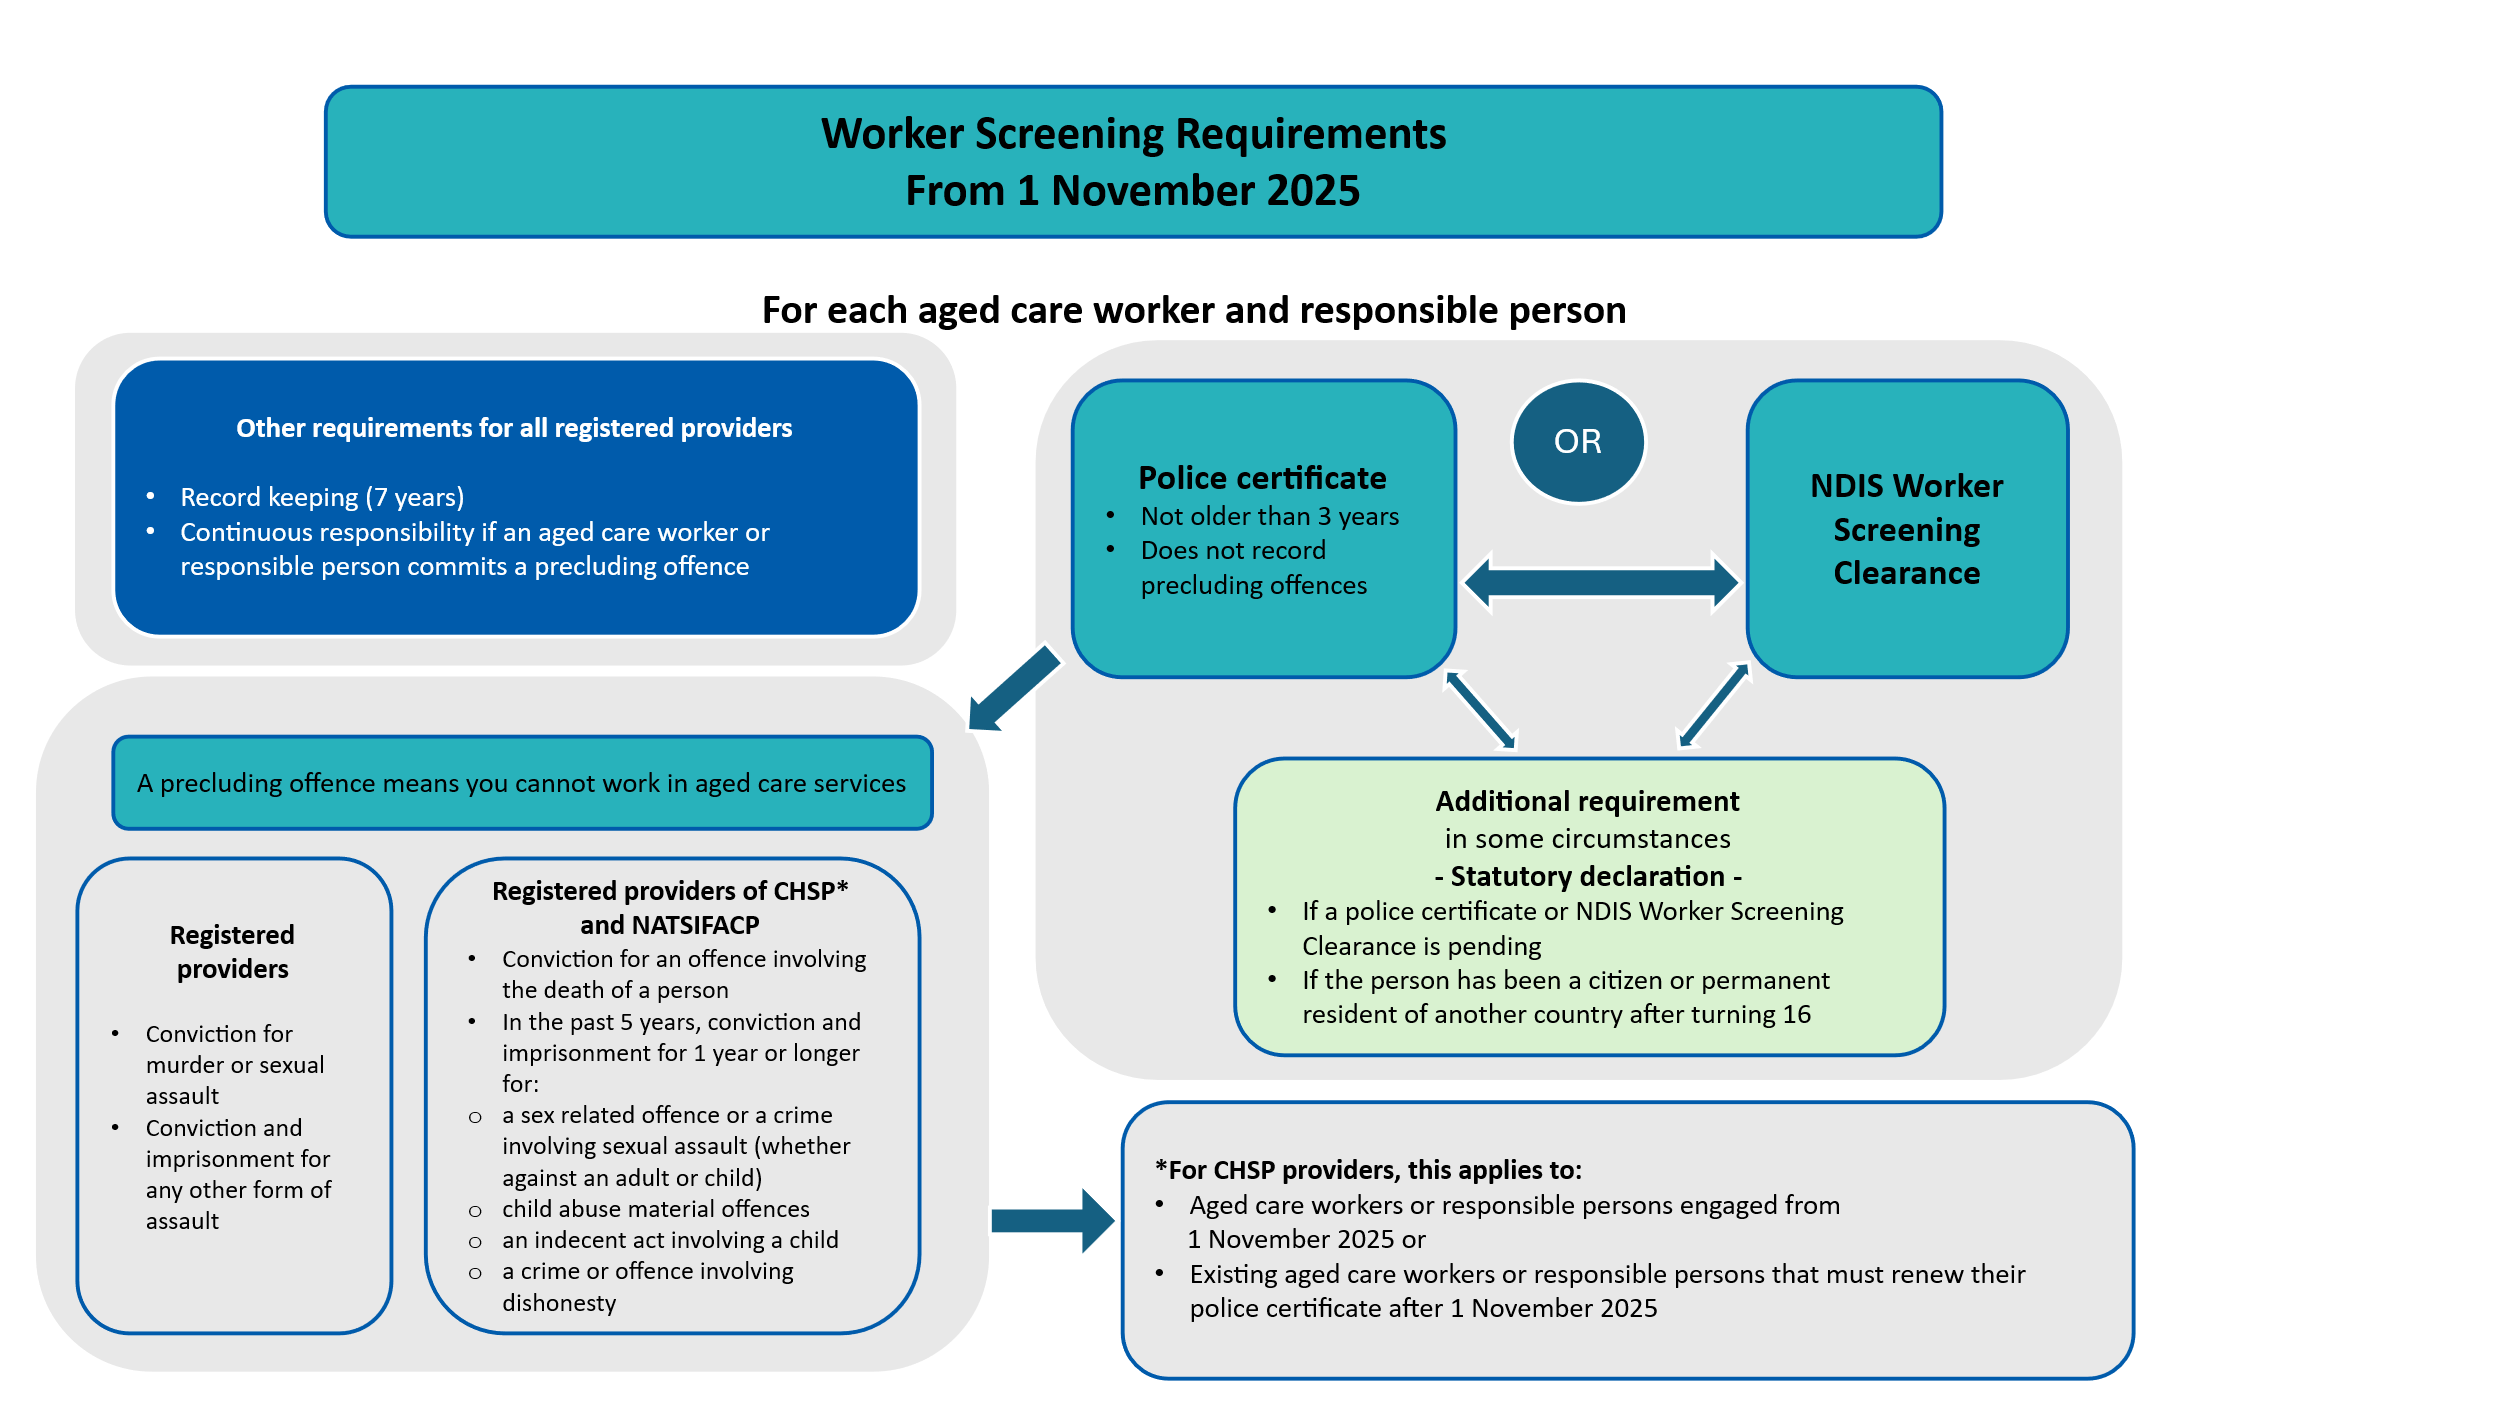 Worker Screening Requirements
From 1 November 2025
For each aged care worker and responsible person
Other requirements for all registered providers
• Record keeping (7 years)
• Continuous responsibility if an aged care worker or
responsible person commits a precluding offence
Police certificate
• Not older than 3 years
• Does not record
precluding offences
OR
NDIS Worker
Screening
Clearance
A precluding offence means you cannot work in aged care services
Registered
providers
• Conviction for
murder or sexual
assault
• Conviction and
imprisonment for
any other form of
assault
Registered providers of CHSP*
and NATSIFACP
• Conviction for an offence involving
the death of a person
• In the past 5 years, conviction and
imprisonment for 1 year or longer
for:
o a sex related offence or a crime
involving sexual assault (whether
against an adult or child)
o child abuse material offences
o an indecent act involving a child
o a crime or offence involving
dishonesty
Additional requirement
in some circumstances
- Statutory declaration -
• If a police certificate or NDIS Worker Screening
Clearance is pending
• If the person has been a citizen or permanent
resident of another country after turning 16
*For CHSP providers, this applies to:
• Aged care workers or responsible persons engaged from
1 November 2025 or
• Existing aged care workers or responsible persons that must renew their
police certificate after 1 November 2025